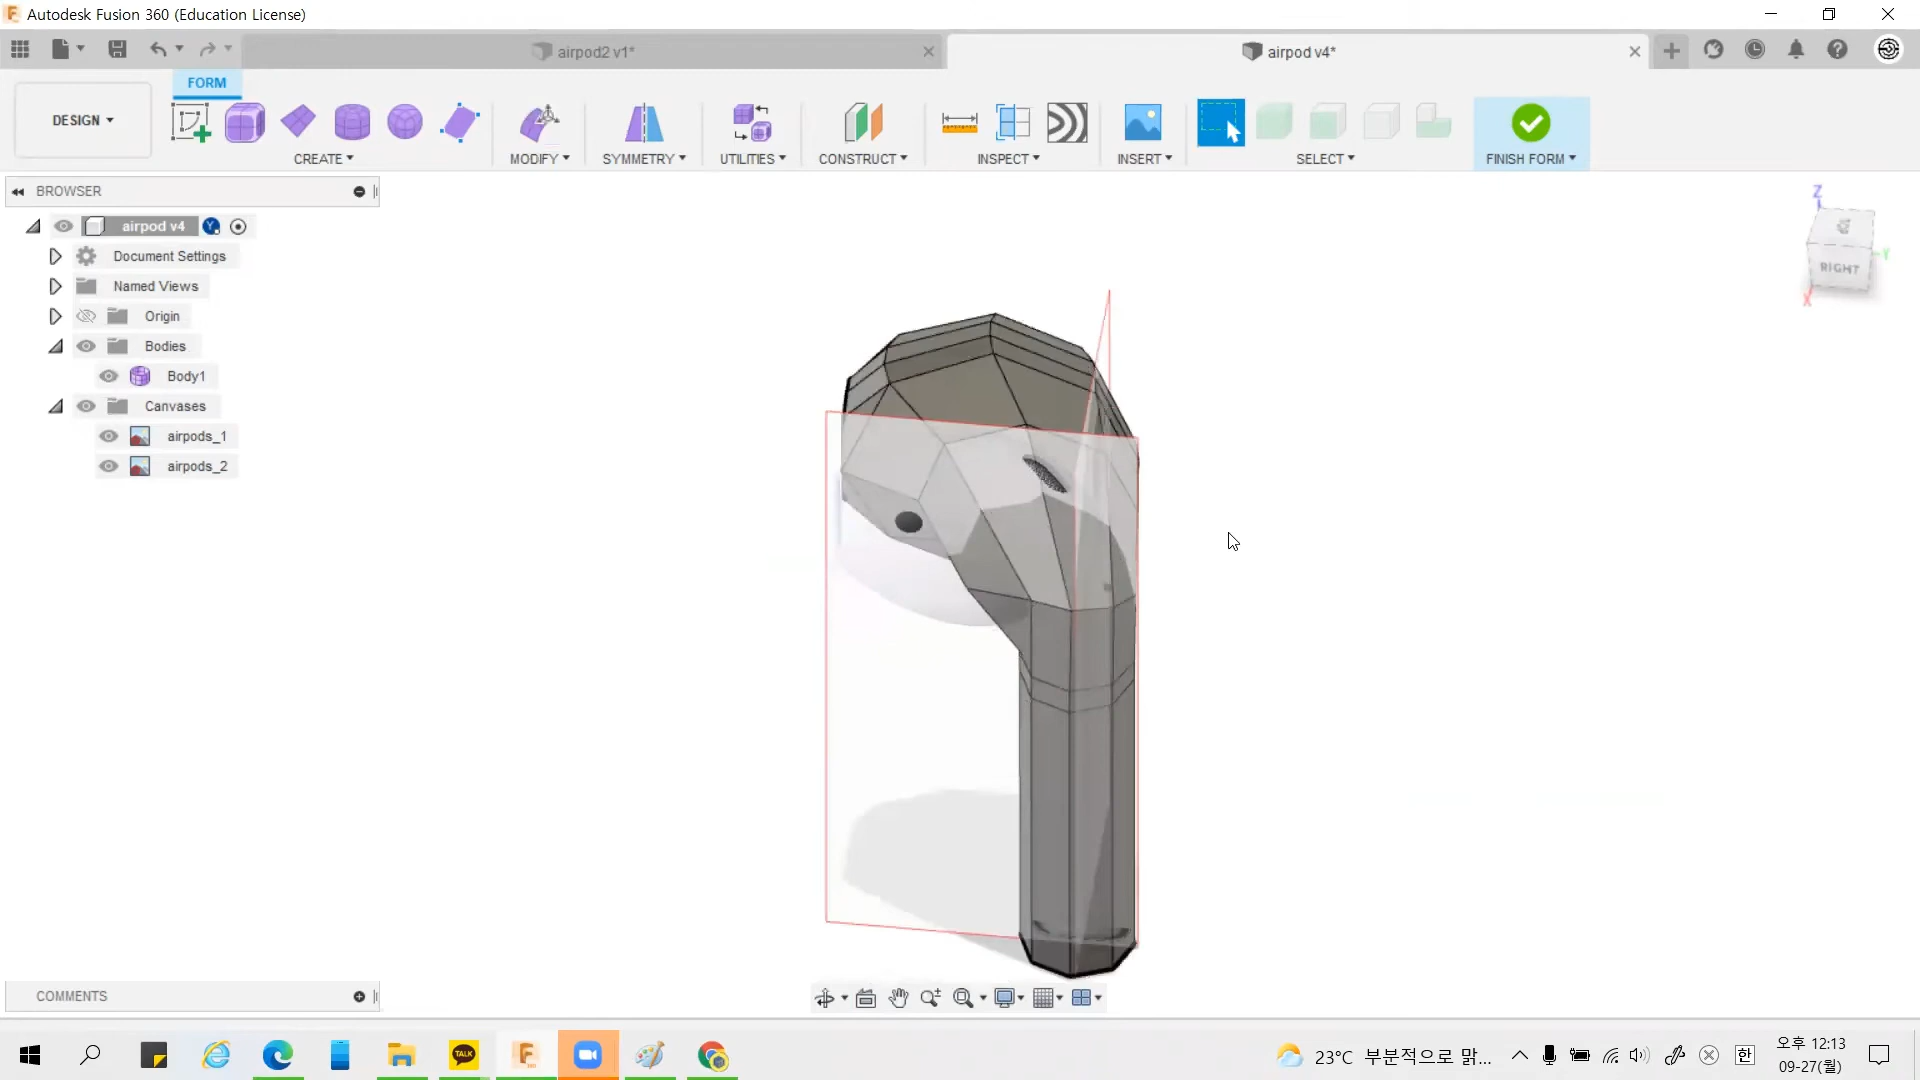 Autodesk Fusion 360 (Education License)
airpod2 v1*
airpod v4*
FORM
DESIGN
CREATE
MODIFY
SYMMETRY
UTILITIES
CONSTRUCT
INSPECT
INSERT
SELECT
FINISH FORM
BROWSER
airpod v4
Document Settings
Named Views
Origin
Bodies
Body1
Canvases
airpods_1
airpods_2
Z
Y
X
RIGHT
COMMENTS
TALK
23°C 부분적으로 맑...
한
오후 12:13
09-27(월)